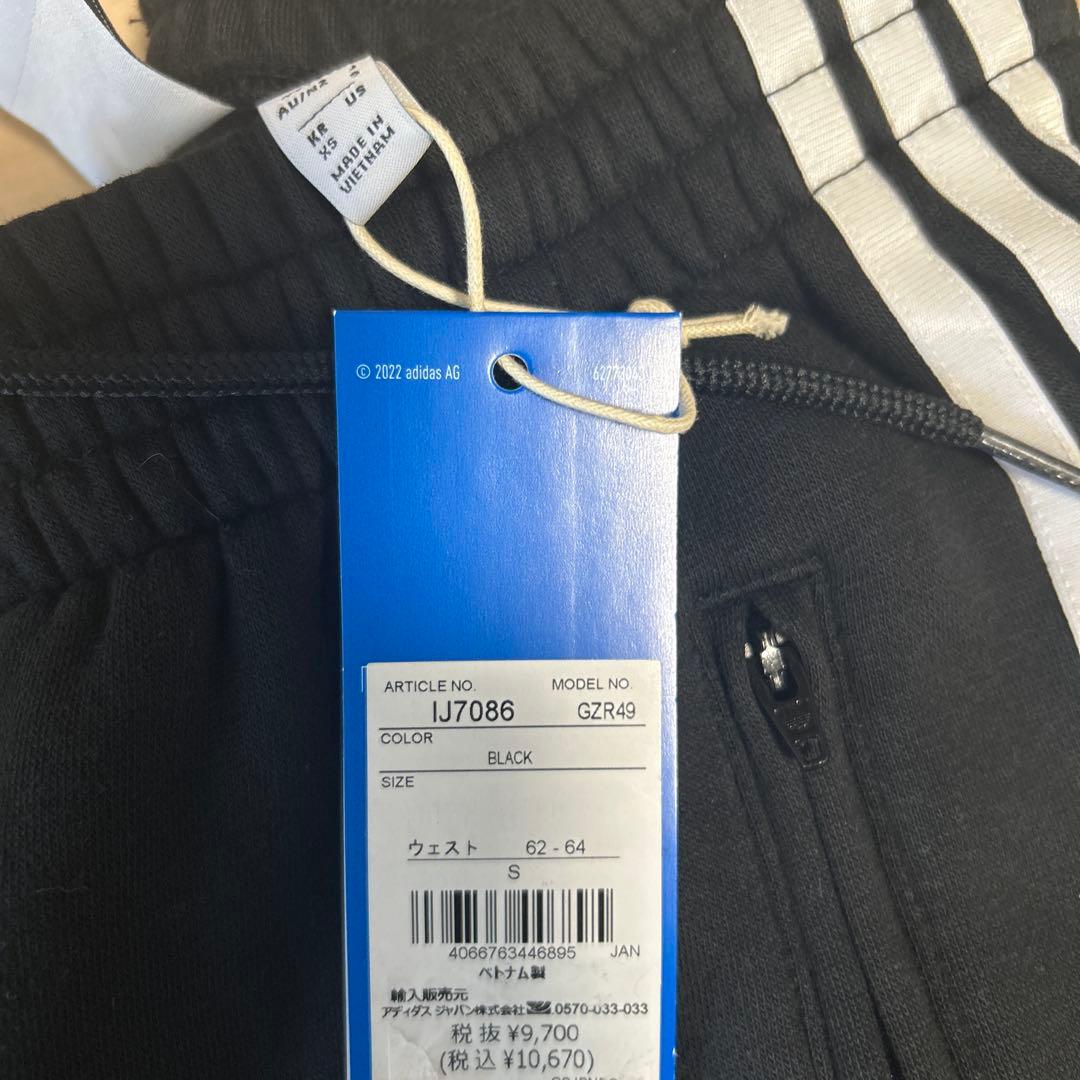 AU/NZ
US
KR
XS
MADE IN
VIETNAM
© 2022 adidas AG
ARTICLE NO. MODEL NO.
IJ7086 GZR49
COLOR
BLACK
SIZE
ウェスト 62 - 64
S
4066763446895 JAN
ベトナム製
輸入販売元
アディダス ジャパン株式会社 0570-033-033
税抜 ¥9,700
(税込 ¥10,670)